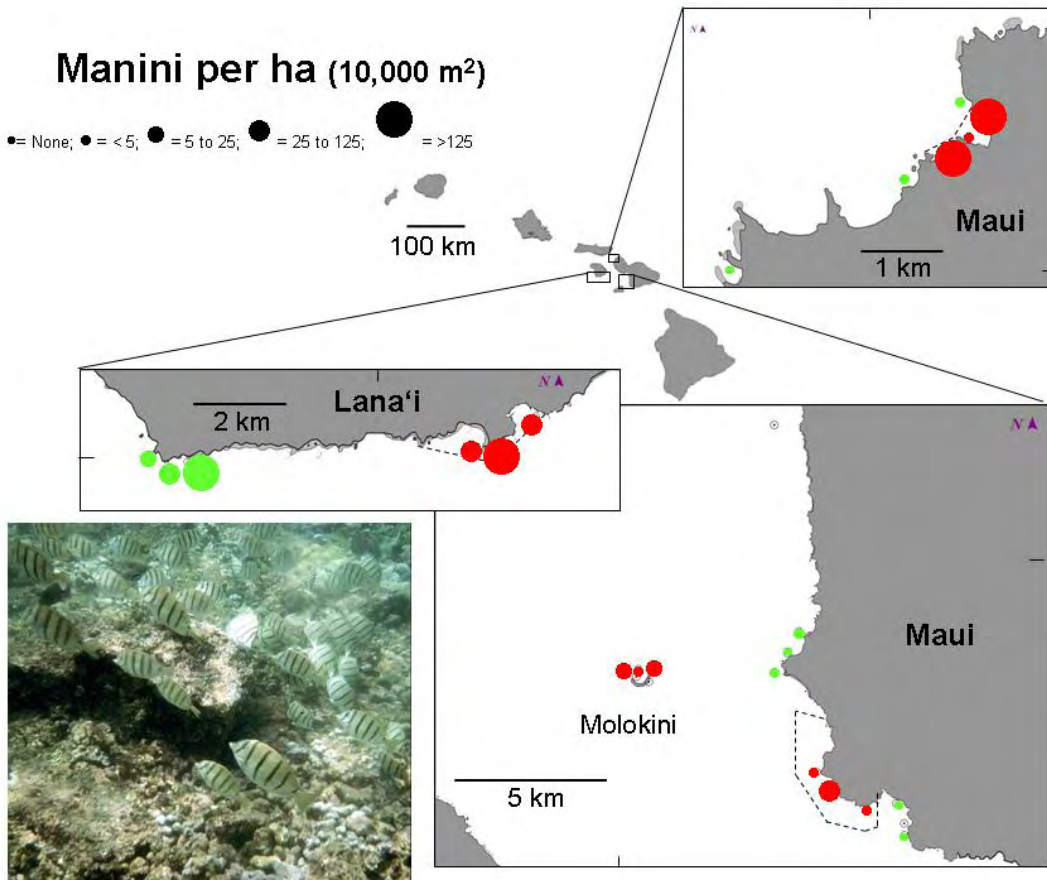 Manini per ha (10,000 m²)
= None; = < 5; = 5 to 25; = 25 to 125; = >125
100 km
N
Maui
1 km
N
Lana‘i
2 km
N
Maui
Molokini
5 km